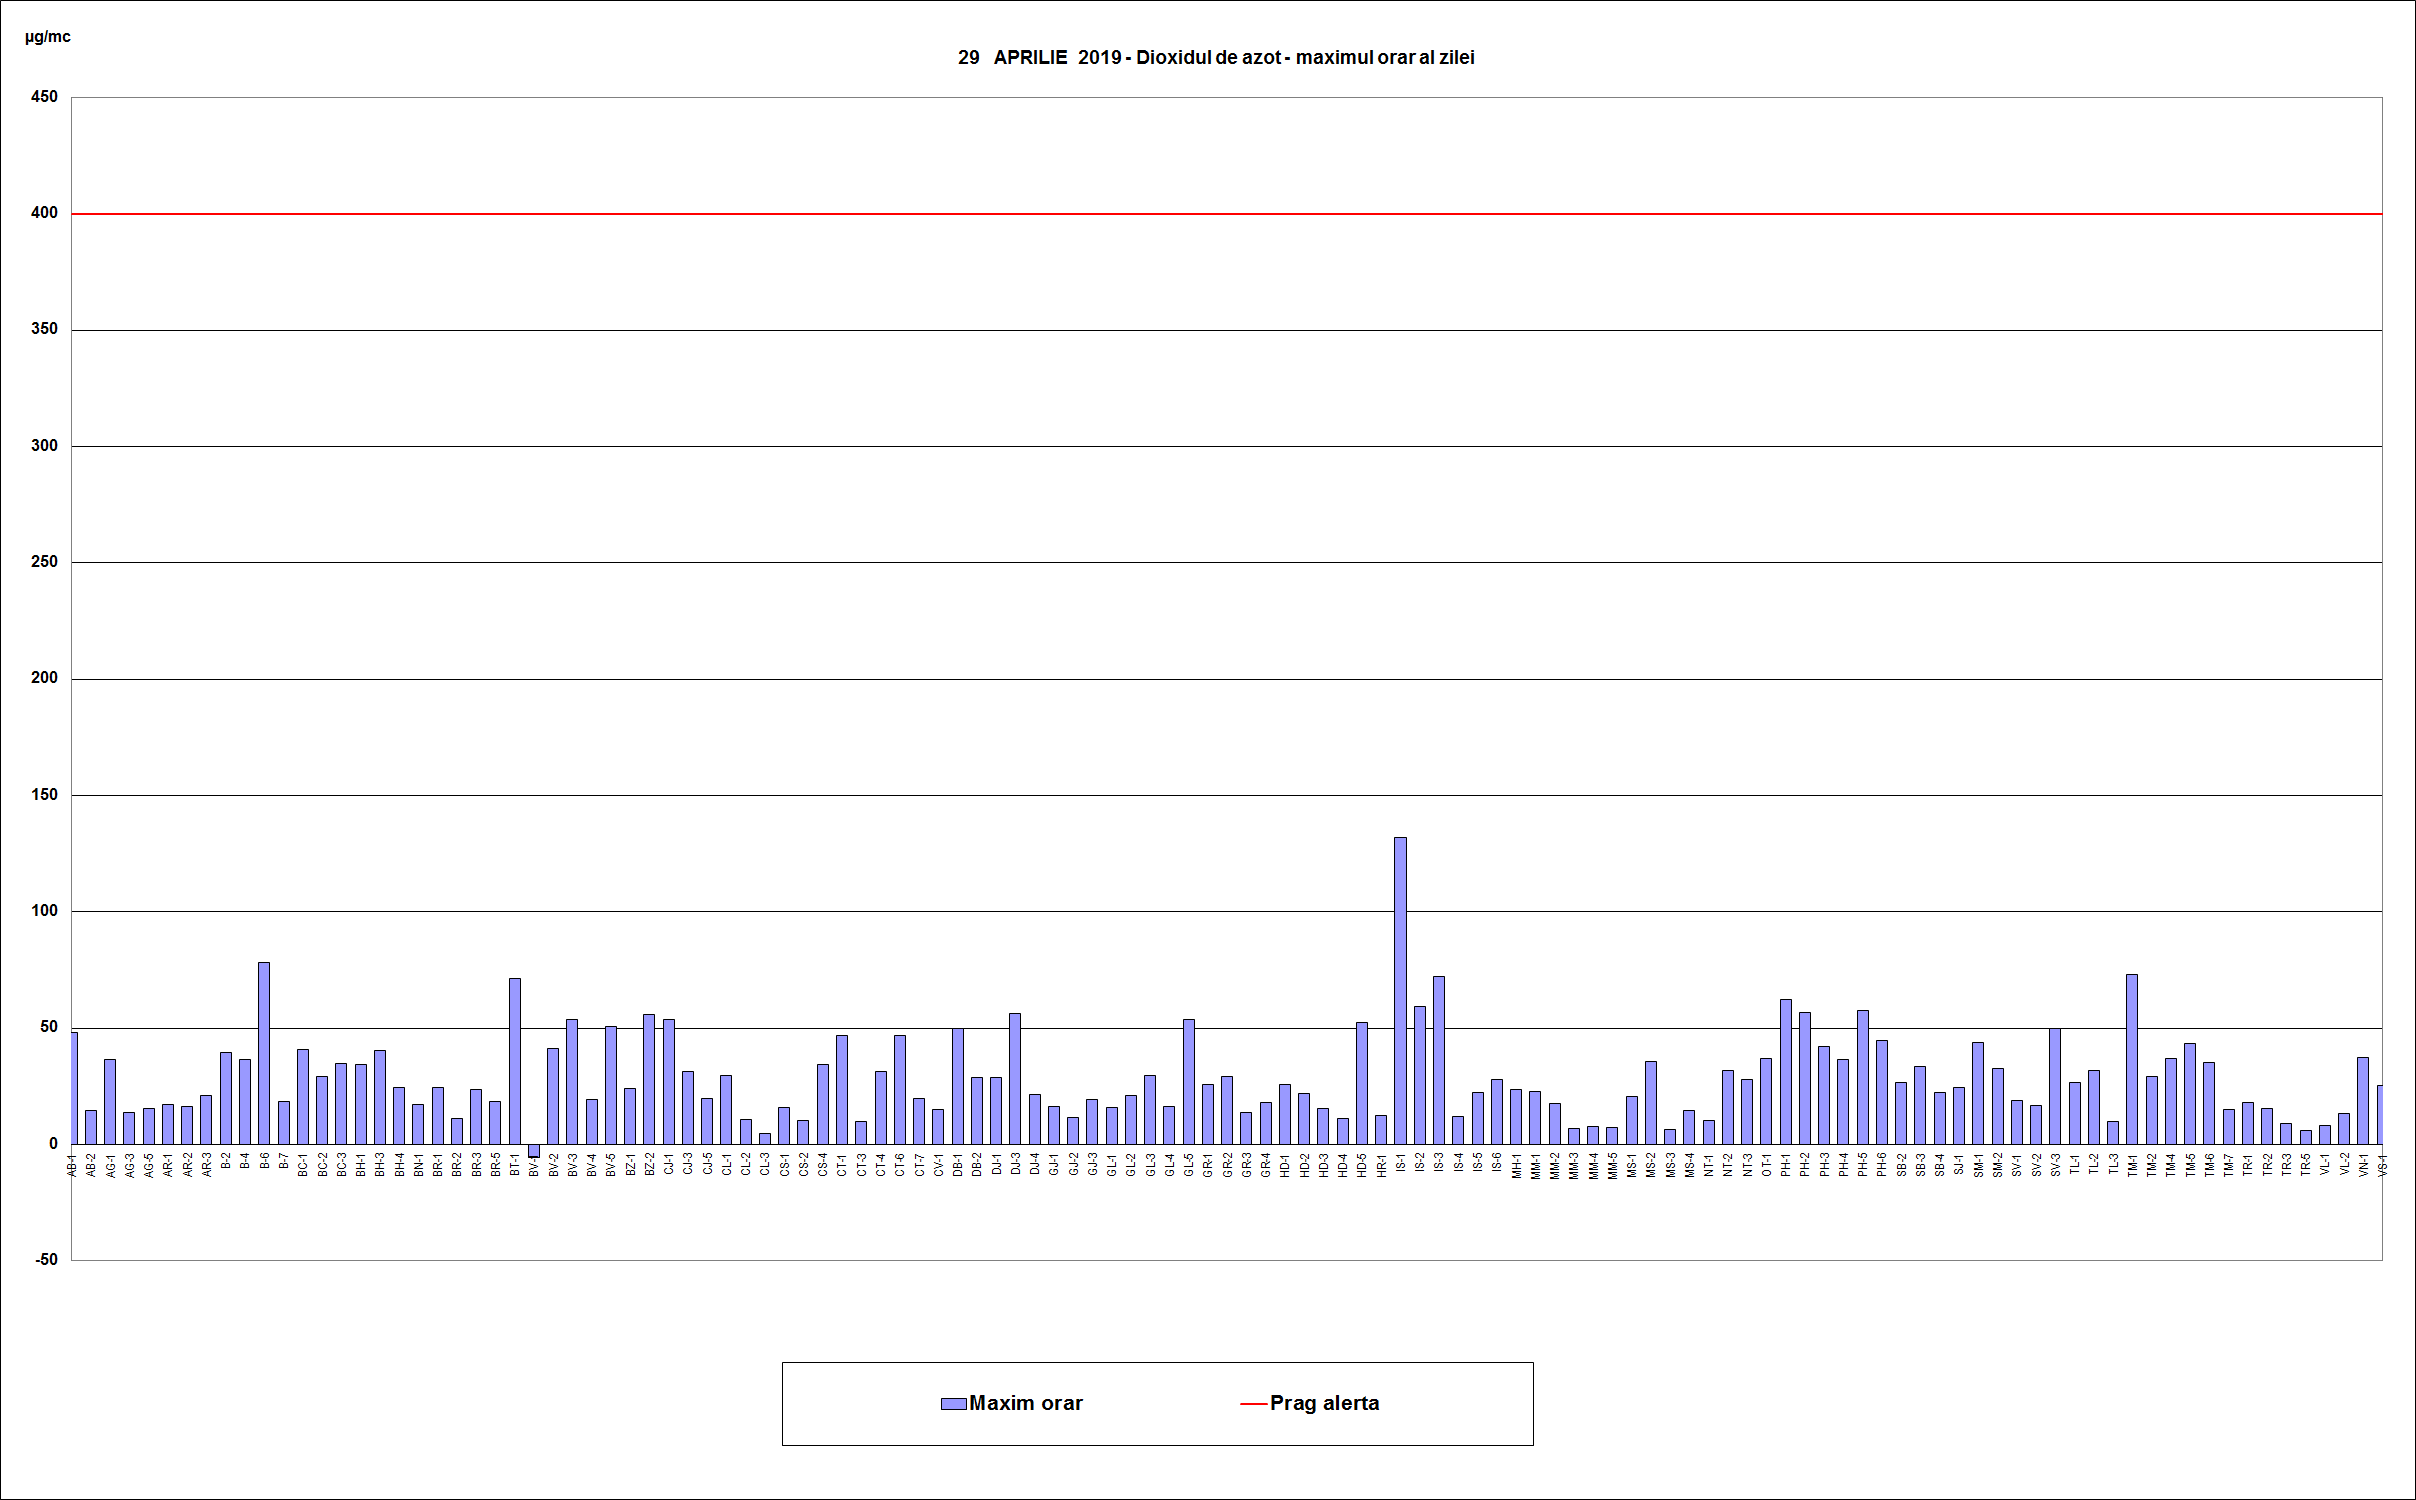 µg/mc
29 APRILIE 2019 - Dioxidul de azot - maximul orar al zilei
450
400
350
300
250
200
150
100
50
0
-50
AB-1
AB-2
AG-1
AG-3
AG-5
AR-1
AR-2
AR-3
B-2
B-4
B-6
B-7
BC-1
BC-2
BC-3
BH-1
BH-3
BH-4
BN-1
BR-1
BR-2
BR-3
BR-5
BT-1
BV-1
BV-2
BV-3
BV-4
BV-5
BZ-1
BZ-2
CJ-1
CJ-3
CJ-5
CL-1
CL-2
CL-3
CS-1
CS-2
CS-4
CT-1
CT-3
CT-4
CT-6
CT-7
CV-1
DB-1
DB-2
DJ-1
DJ-3
DJ-4
GJ-1
GJ-2
GJ-3
GL-1
GL-2
GL-3
GL-4
GL-5
GR-1
GR-2
GR-3
GR-4
HD-1
HD-2
HD-3
HD-4
HD-5
HR-1
IS-1
IS-2
IS-3
IS-4
IS-5
IS-6
MH-1
MM-1
MM-2
MM-3
MM-4
MM-5
MS-1
MS-2
MS-3
MS-4
NT-1
NT-2
NT-3
OT-1
PH-1
PH-2
PH-3
PH-4
PH-5
PH-6
SB-2
SB-3
SB-4
SJ-1
SM-1
SM-2
SV-1
SV-2
SV-3
TL-1
TL-2
TL-3
TM-1
TM-2
TM-4
TM-5
TM-6
TM-7
TR-1
TR-2
TR-3
TR-5
VL-1
VL-2
VN-1
VS-1
Maxim orar
Prag alerta